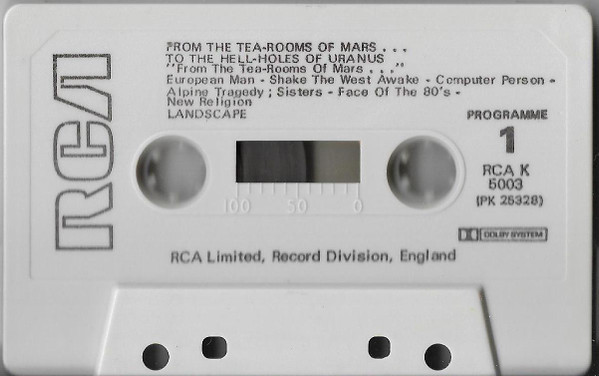 RCA
FROM THE TEA-ROOMS OF MARS . . .
TO THE HELL-HOLES OF URANUS
"From The Tea-Rooms Of Mars . . ."
European Man - Shake The West Awake - Computer Person -
Alpine Tragedy ; Sisters - Face Of The 80's -
New Religion
LANDSCAPE
PROGRAMME
1
RCA K
5003
(PK 25328)
100 50 0
DOLBY SYSTEM
RCA Limited, Record Division, England